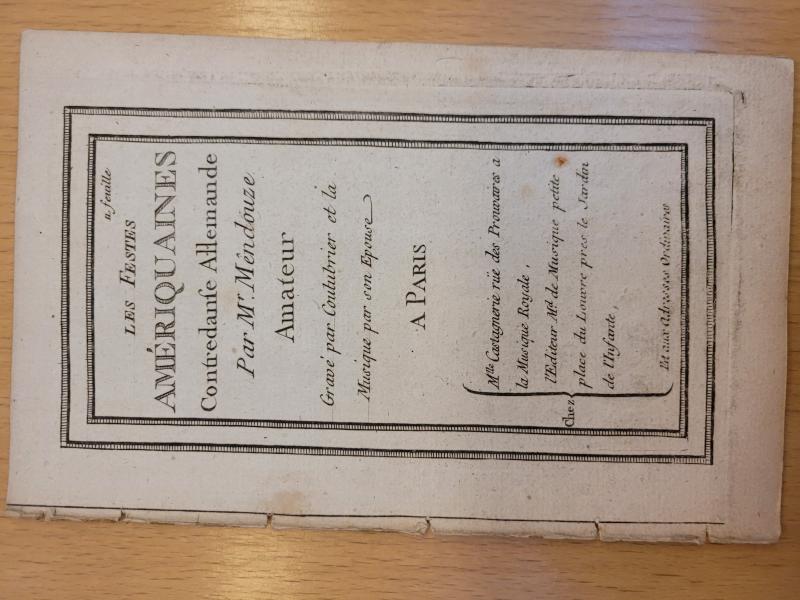 n. feuille
LES FESTES
AMÉRIQUAINES
Contredanse Allemande
Par Mr. Mendouze
Amateur
Gravé par Coulubrier et la
Musique par son Epouse
A PARIS
Chez
Mlle Castagnerie rüe des Prouvaires a
la Musique Royale,
l'Editeur Md. de Musique petite
place du Louvre pres le Jardin
de l'Infante,
Et aux Adresses Ordinaires